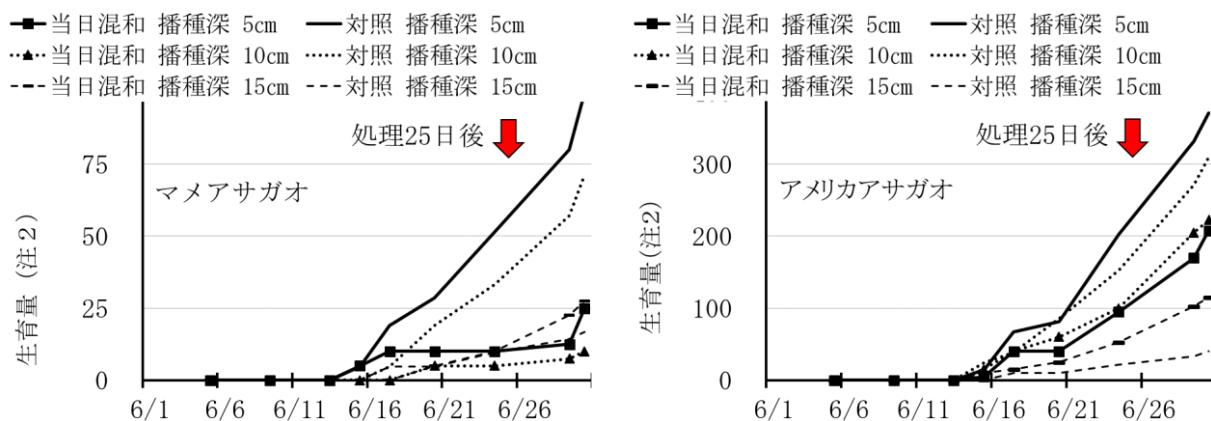 当日混和 播種深 5cm 対照 播種深 5cm
当日混和 播種深 10cm 対照 播種深 10cm
当日混和 播種深 15cm 対照 播種深 15cm
処理25日後
75
マメアサガオ
50
25
0
生育量 (注2)
6/1 6/6 6/11 6/16 6/21 6/26
当日混和 播種深 5cm 対照 播種深 5cm
当日混和 播種深 10cm 対照 播種深 10cm
当日混和 播種深 15cm 対照 播種深 15cm
処理25日後
300
アメリカアサガオ
200
100
0
生育量(注2)
6/1 6/6 6/11 6/16 6/21 6/26